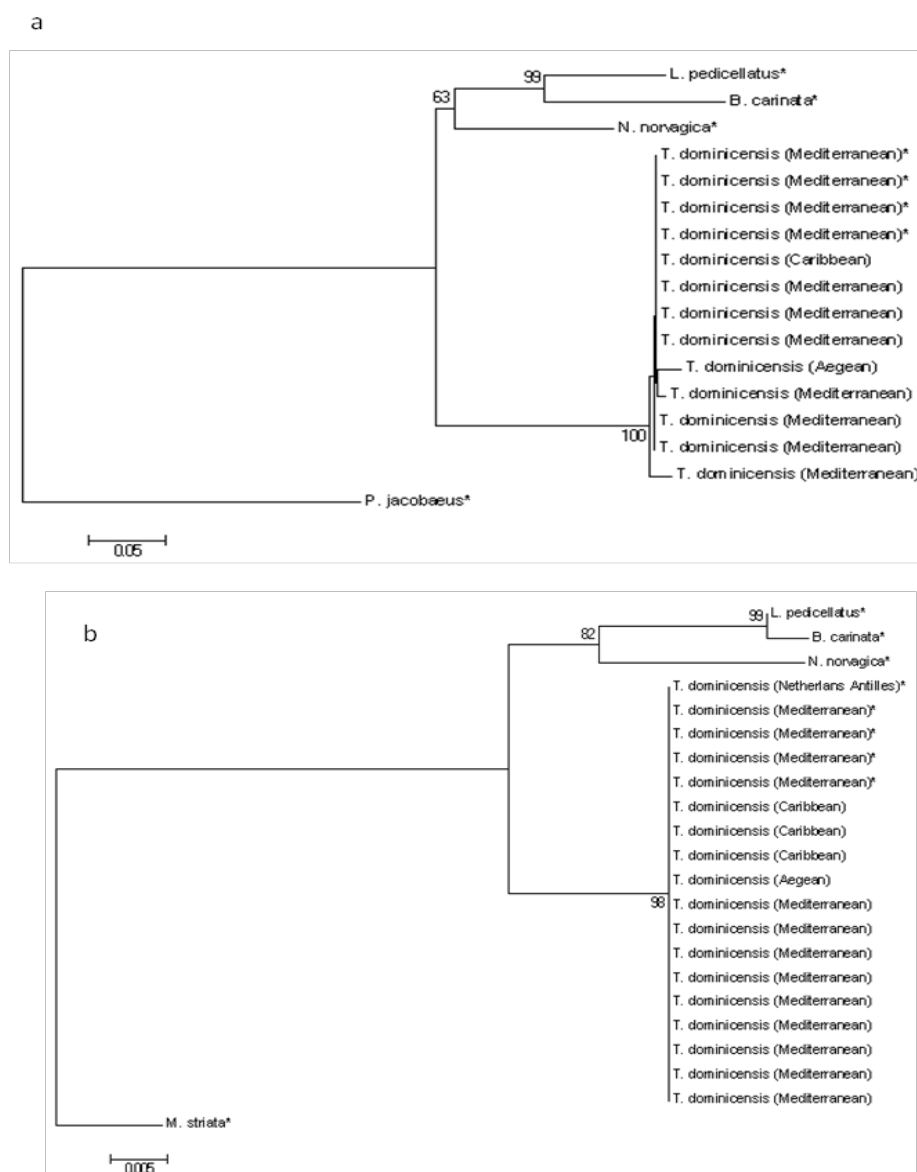 a
99
L. pedicellatus*
63
B. carinata*
N. norvagica*
T. dominicensis (Mediterranean)*
T. dominicensis (Mediterranean)*
T. dominicensis (Mediterranean)*
T. dominicensis (Mediterranean)*
T. dominicensis (Caribbean)
T. dominicensis (Mediterranean)
T. dominicensis (Mediterranean)
T. dominicensis (Mediterranean)
T. dominicensis (Aegean)
T. dominicensis (Mediterranean)
T. dominicensis (Mediterranean)
100
T. dominicensis (Mediterranean)
T. dominicensis (Mediterranean)
P. jacobaeus*
0.05
b
99
L. pedicellatus*
82
B. carinata*
N. norvagica*
T. dominicensis (Netherlans Antilles)*
T. dominicensis (Mediterranean)*
T. dominicensis (Mediterranean)*
T. dominicensis (Mediterranean)*
T. dominicensis (Mediterranean)*
T. dominicensis (Caribbean)
T. dominicensis (Caribbean)
T. dominicensis (Caribbean)
T. dominicensis (Aegean)
98
T. dominicensis (Mediterranean)
T. dominicensis (Mediterranean)
T. dominicensis (Mediterranean)
T. dominicensis (Mediterranean)
T. dominicensis (Mediterranean)
T. dominicensis (Mediterranean)
T. dominicensis (Mediterranean)
T. dominicensis (Mediterranean)
T. dominicensis (Mediterranean)
M. striata*
0.005